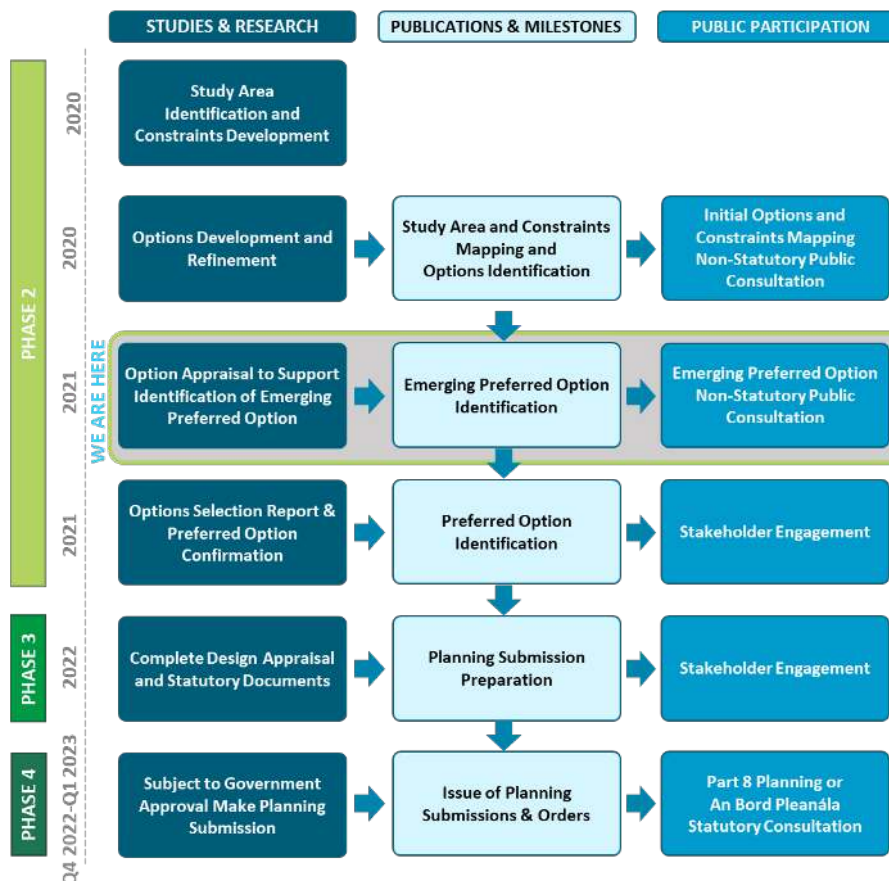 STUDIES & RESEARCH
PUBLICATIONS & MILESTONES
PUBLIC PARTICIPATION
PHASE 2
2020
Study Area
Identification and
Constraints Development
2020
Options Development and
Refinement
Study Area and Constraints
Mapping and
Options Identification
Initial Options and
Constraints Mapping
Non-Statutory Public
Consultation
WE ARE HERE
2021
Option Appraisal to Support
Identification of Emerging
Preferred Option
Emerging Preferred Option
Identification
Emerging Preferred Option
Non-Statutory Public
Consultation
2021
Options Selection Report &
Preferred Option
Confirmation
Preferred Option
Identification
Stakeholder Engagement
PHASE 3
2022
Complete Design Appraisal
and Statutory Documents
Planning Submission
Preparation
Stakeholder Engagement
PHASE 4
Q4 2022-Q1 2023
Subject to Government
Approval Make Planning
Submission
Issue of Planning
Submissions & Orders
Part 8 Planning or
An Bord Pleanála
Statutory Consultation